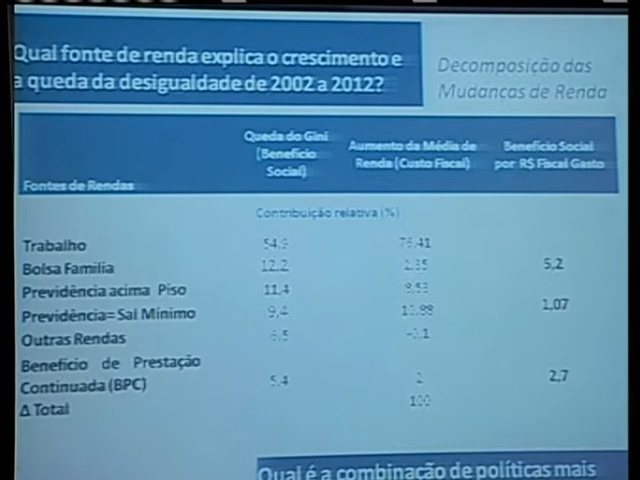 Qual fonte de renda explica o crescimento e
a queda da desigualdade de 2002 a 2012?
Decomposição das
Mudanças de Renda
Fontes de Rendas
Queda do Gini
(Benefício
Social)
Aumento da Média de
Renda (Custo Fiscal)
Benefício Social
por R$ Fiscal Gasto
Contribuição relativa (%)
Trabalho 54,9
Bolsa Família 12,2 5,2
Previdência acima Piso 11,4
Previdência= Sal Mínimo 9,4 1,07
Outras Rendas
Benefício de Prestação
Continuada (BPC) 5,4 2 2,7
Δ Total 100
Qual é a combinação de políticas mais